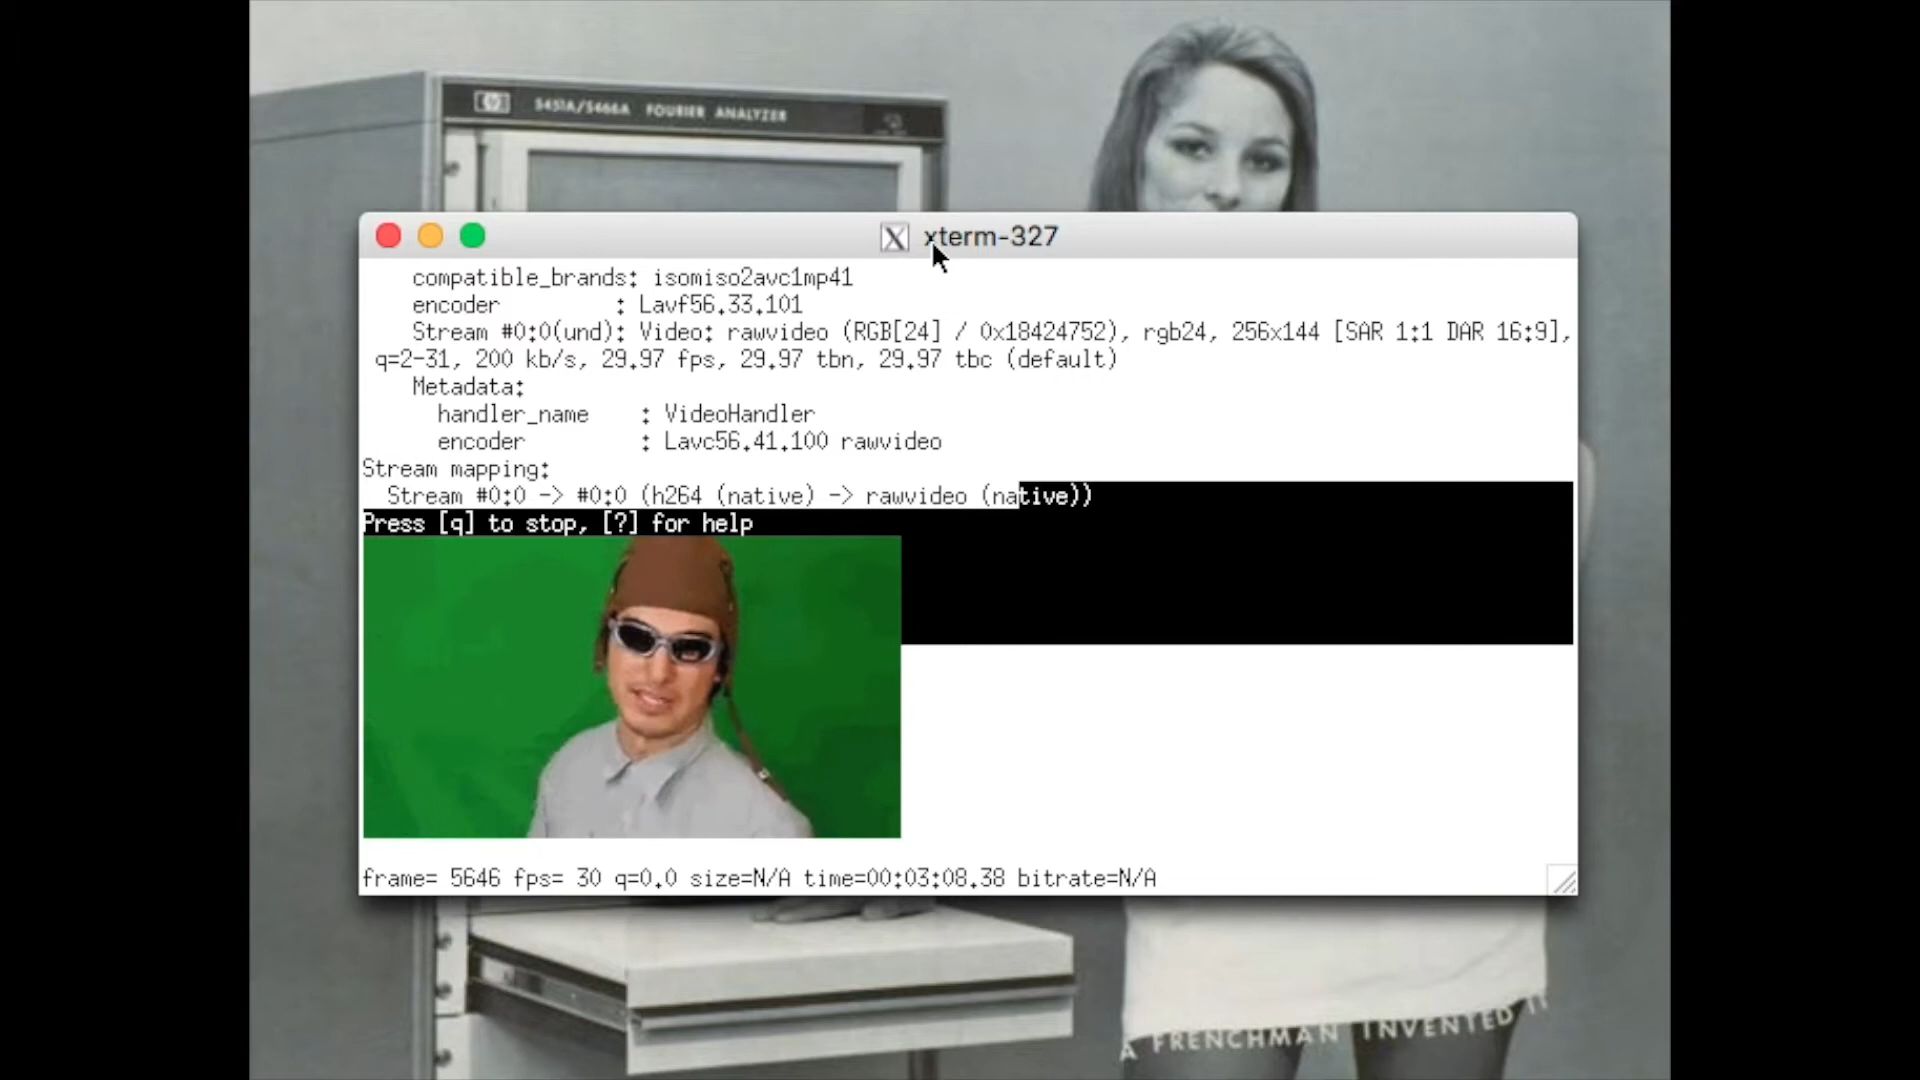 hp 5451A/5466A FOURIER ANALYZER
X xterm-327
compatible_brands: isomiso2avc1mp41
encoder : Lavf56.33.101
Stream #0:0(und): Video: rawvideo (RGB[24] / 0x18424752), rgb24, 256x144 [SAR 1:1 DAR 16:9],
q=2-31, 200 kb/s, 29.97 fps, 29.97 tbn, 29.97 tbc (default)
Metadata:
handler_name : VideoHandler
encoder : Lavc56.41.100 rawvideo
Stream mapping:
Stream #0:0 -> #0:0 (h264 (native) -> rawvideo (native))
Press [q] to stop, [?] for help
frame= 5646 fps= 30 q=0.0 size=N/A time=00:03:08.38 bitrate=N/A
A FRENCHMAN INVENTED IT